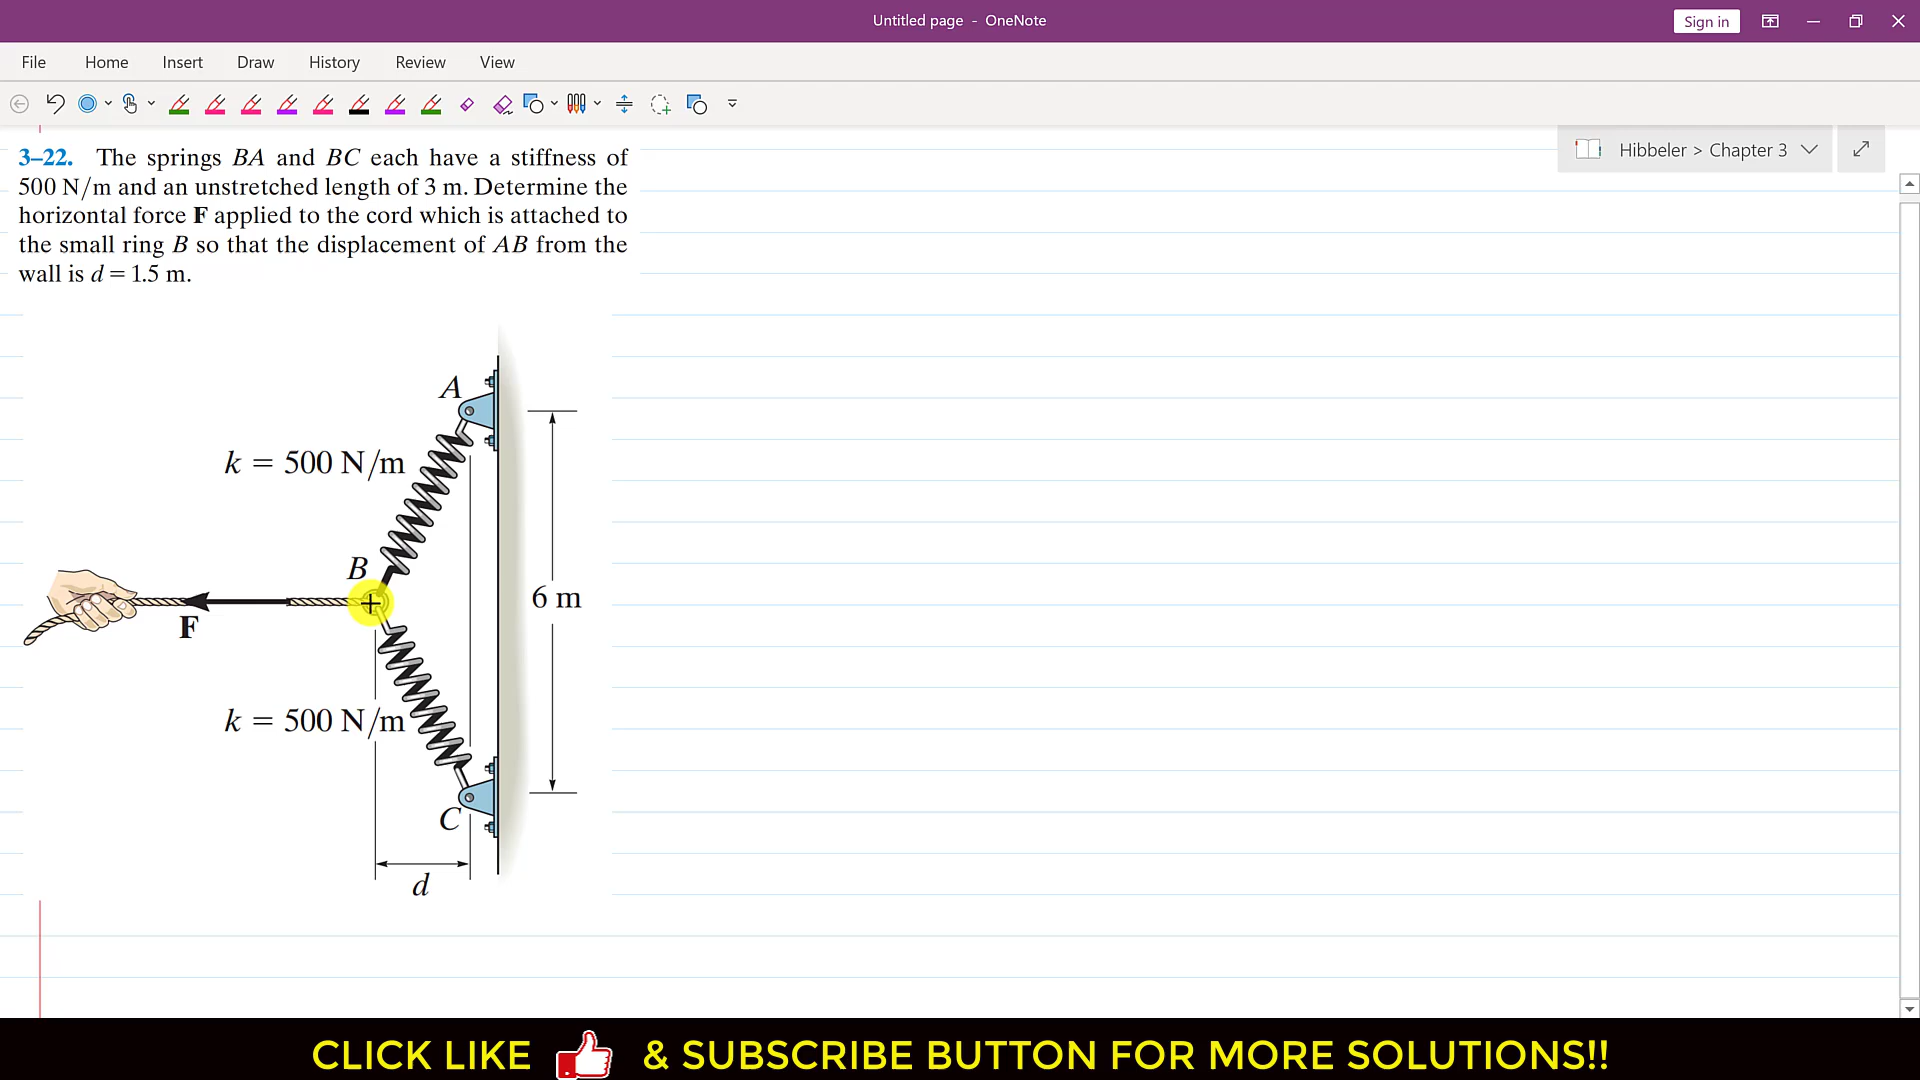 Untitled page - OneNote
Sign in
File Home Insert Draw History Review View
Hibbeler > Chapter 3
3–22. The springs BA and BC each have a stiffness of
500 N/m and an unstretched length of 3 m. Determine the
horizontal force F applied to the cord which is attached to
the small ring B so that the displacement of AB from the
wall is d = 1.5 m.
A
k = 500 N/m
B
6 m
F
k = 500 N/m
C
d
CLICK LIKE & SUBSCRIBE BUTTON FOR MORE SOLUTIONS!!